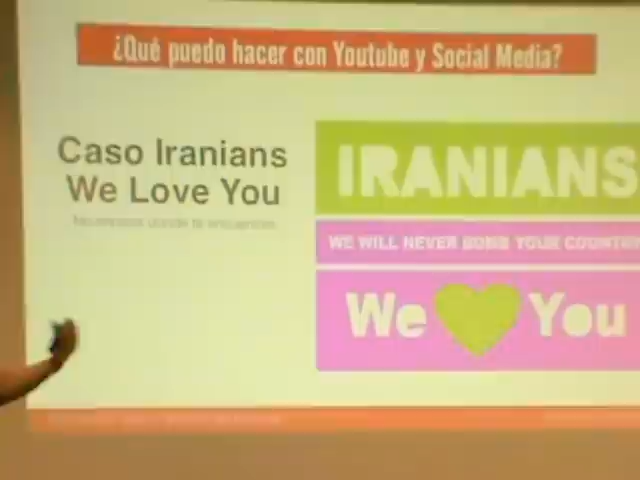 ¿Qué puedo hacer con Youtube y Social Media?
Caso Iranians
We Love You
IRANIANS
WE WILL NEVER BOMB YOUR COUNTRY
We You